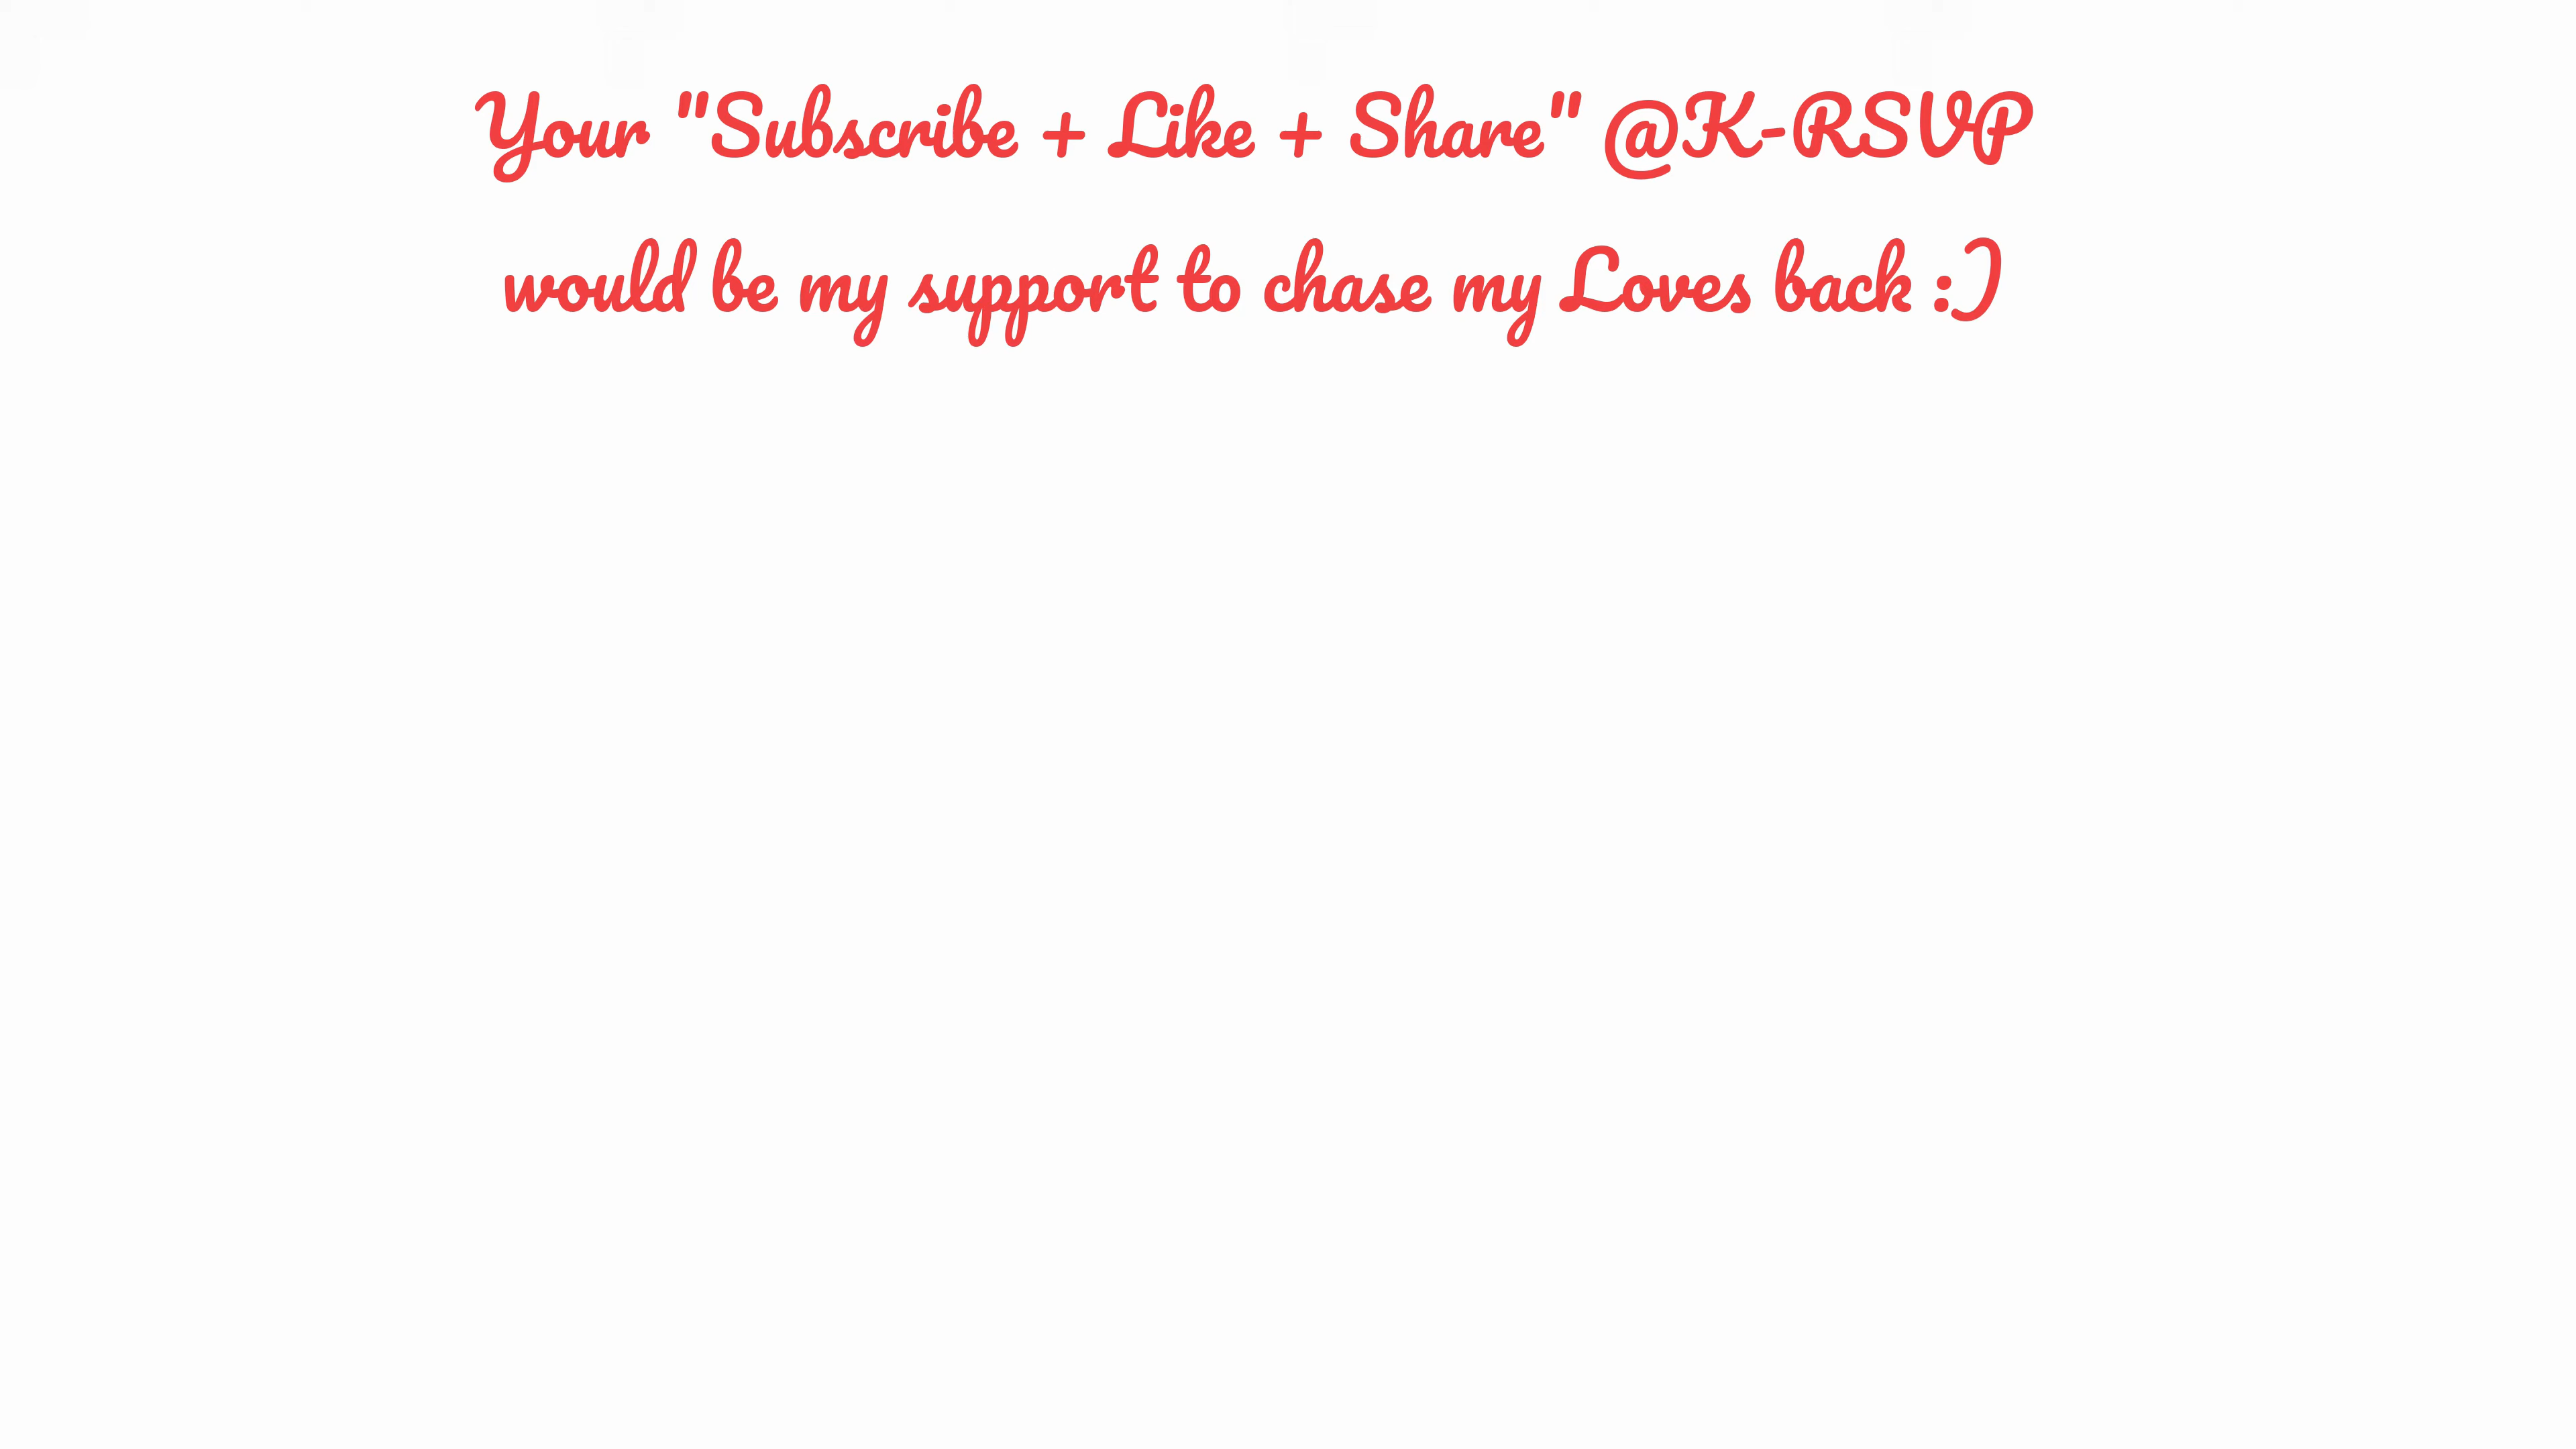 Your "Subscribe + Like + Share" @K-RSVP
would be my support to chase my Loves back :)